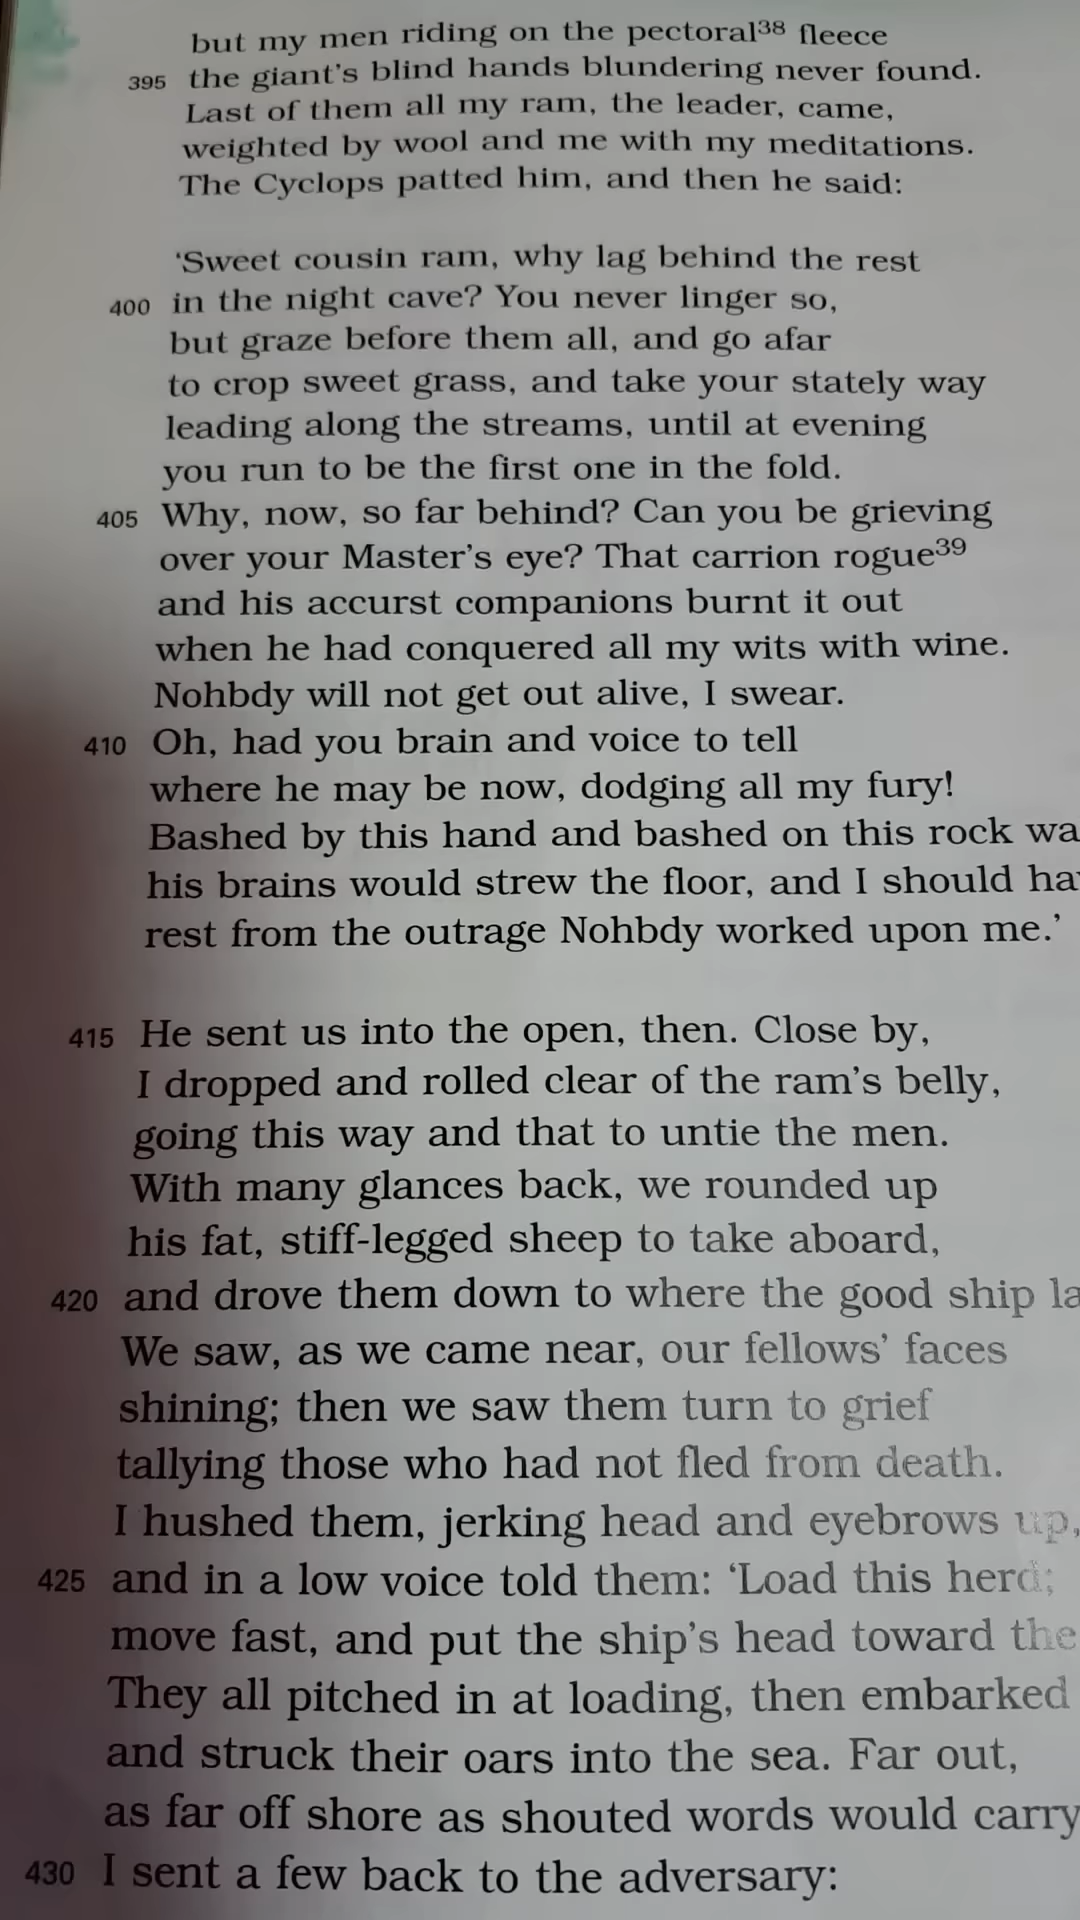 but my men riding on the pectoral³⁸ fleece
395 the giant's blind hands blundering never found.
Last of them all my ram, the leader, came,
weighted by wool and me with my meditations.
The Cyclops patted him, and then he said:
‘Sweet cousin ram, why lag behind the rest
400 in the night cave? You never linger so,
but graze before them all, and go afar
to crop sweet grass, and take your stately way
leading along the streams, until at evening
you run to be the first one in the fold.
405 Why, now, so far behind? Can you be grieving
over your Master's eye? That carrion rogue³⁹
and his accurst companions burnt it out
when he had conquered all my wits with wine.
Nohbdy will not get out alive, I swear.
410 Oh, had you brain and voice to tell
where he may be now, dodging all my fury!
Bashed by this hand and bashed on this rock
his brains would strew the floor, and I should
rest from the outrage Nohbdy worked upon me.’
415 He sent us into the open, then. Close by,
I dropped and rolled clear of the ram's belly,
going this way and that to untie the men.
With many glances back, we rounded up
his fat, stiff-legged sheep to take aboard,
420 and drove them down to where the good ship
We saw, as we came near, our fellows’ faces
shining; then we saw them turn to grief
tallying those who had not fled from death.
I hushed them, jerking head and eyebrows up,
425 and in a low voice told them: ‘Load this herd;
move fast, and put the ship's head toward the
They all pitched in at loading, then embarked
and struck their oars into the sea. Far out,
as far off shore as shouted words would carry
430 I sent a few back to the adversary: